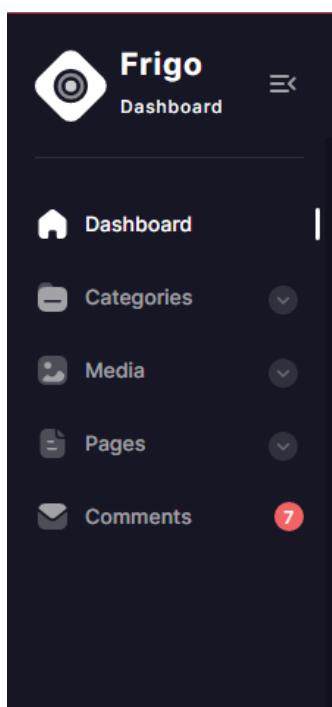 Frigo
Dashboard
Dashboard
Categories
Media
Pages
Comments 7